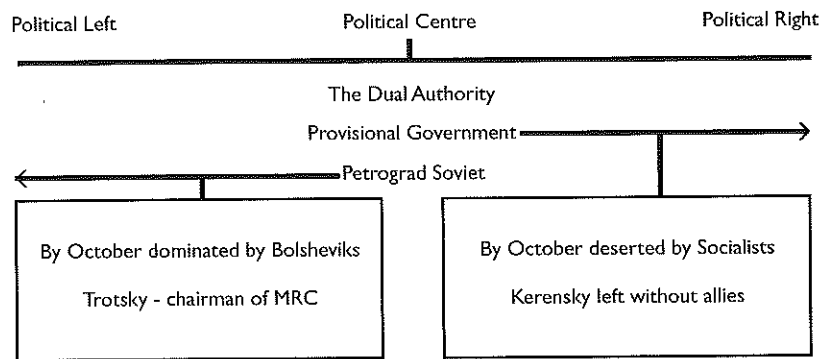 Political Left
Political Centre
Political Right
The Dual Authority
Provisional Government
Petrograd Soviet
By October dominated by Bolsheviks
Trotsky - chairman of MRC
By October deserted by Socialists
Kerensky left without allies